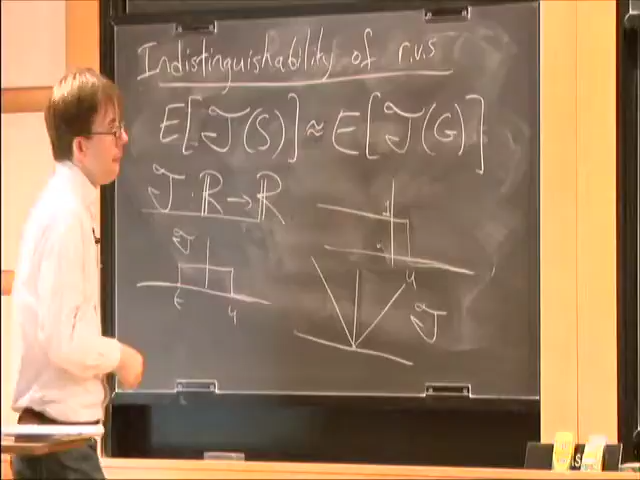 Indistinguishability of r.v.s
E[T(S)] ≈ E[T(G)]
T: ℝ → ℝ
T
t u
u
T